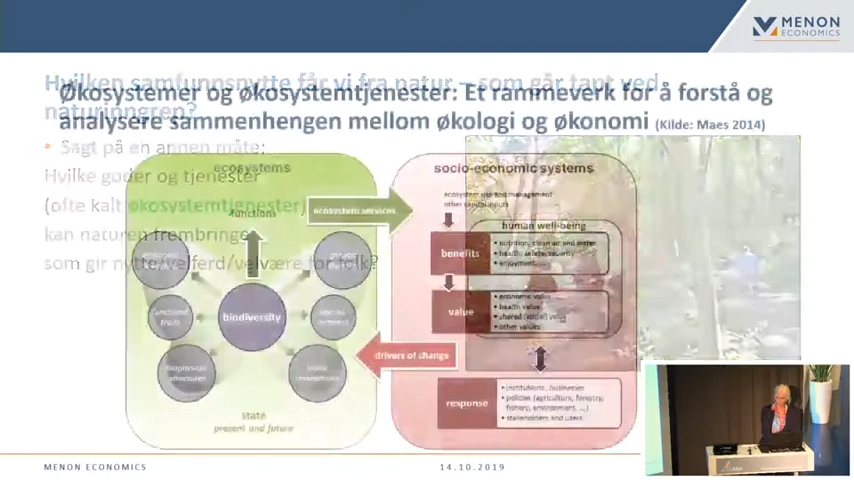 MENON
ECONOMICS
Hvilken samfunnsnytte får vi fra natur – som går tapt ved
naturinngrep?
Økosystemer og økosystemtjenester: Et rammeverk for å forstå og
analysere sammenhengen mellom økologi og økonomi (Kilde: Maes 2014)
• Sagt på en annen måte:
Hvilke goder og tjenester
(ofte kalt økosystemtjenester)
kan naturen frembringe
som gir nytte/velferd/velvære for folk?
ecosystems
functions
ecosystem services
biodiversity
functional
traits
biophysical
structures
state
present and future
socio-economic systems
ecosystem use and management
other capital inputs
human well-being
benefits
• nutrition, clean air and water
• health, safety, security
• enjoyment
value
• economic value
• health value
• shared (social) value
• other values
drivers of change
response
• institutions, businesses
• policies (agriculture, forestry,
fishery, environment, ...)
• stakeholders and users
MENON ECONOMICS
14.10.2019